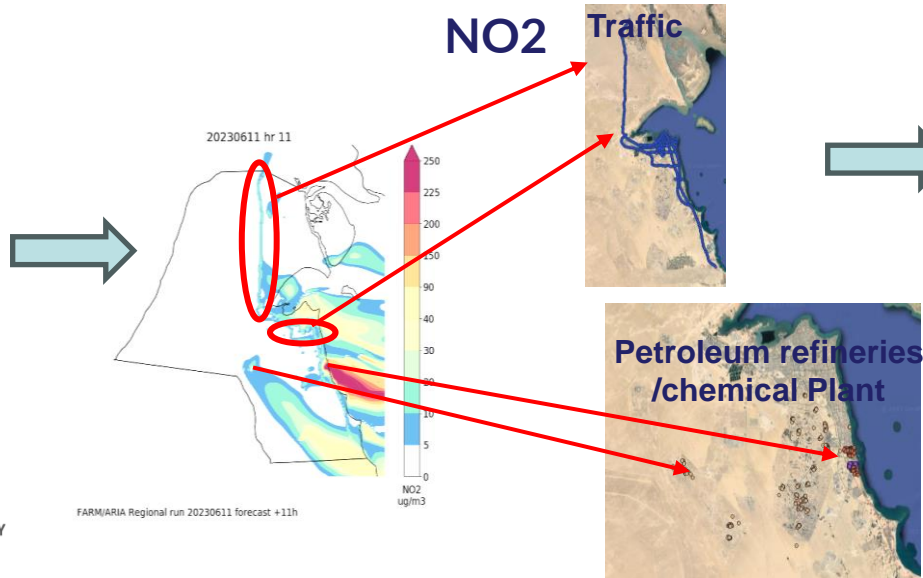 NO2
Traffic
20230611 hr 11
250
225
200
150
90
40
30
20
10
5
0
NO2
ug/m3
FARM/ARIA Regional run 20230611 forecast +11h
Petroleum refineries
/chemical Plant
Y